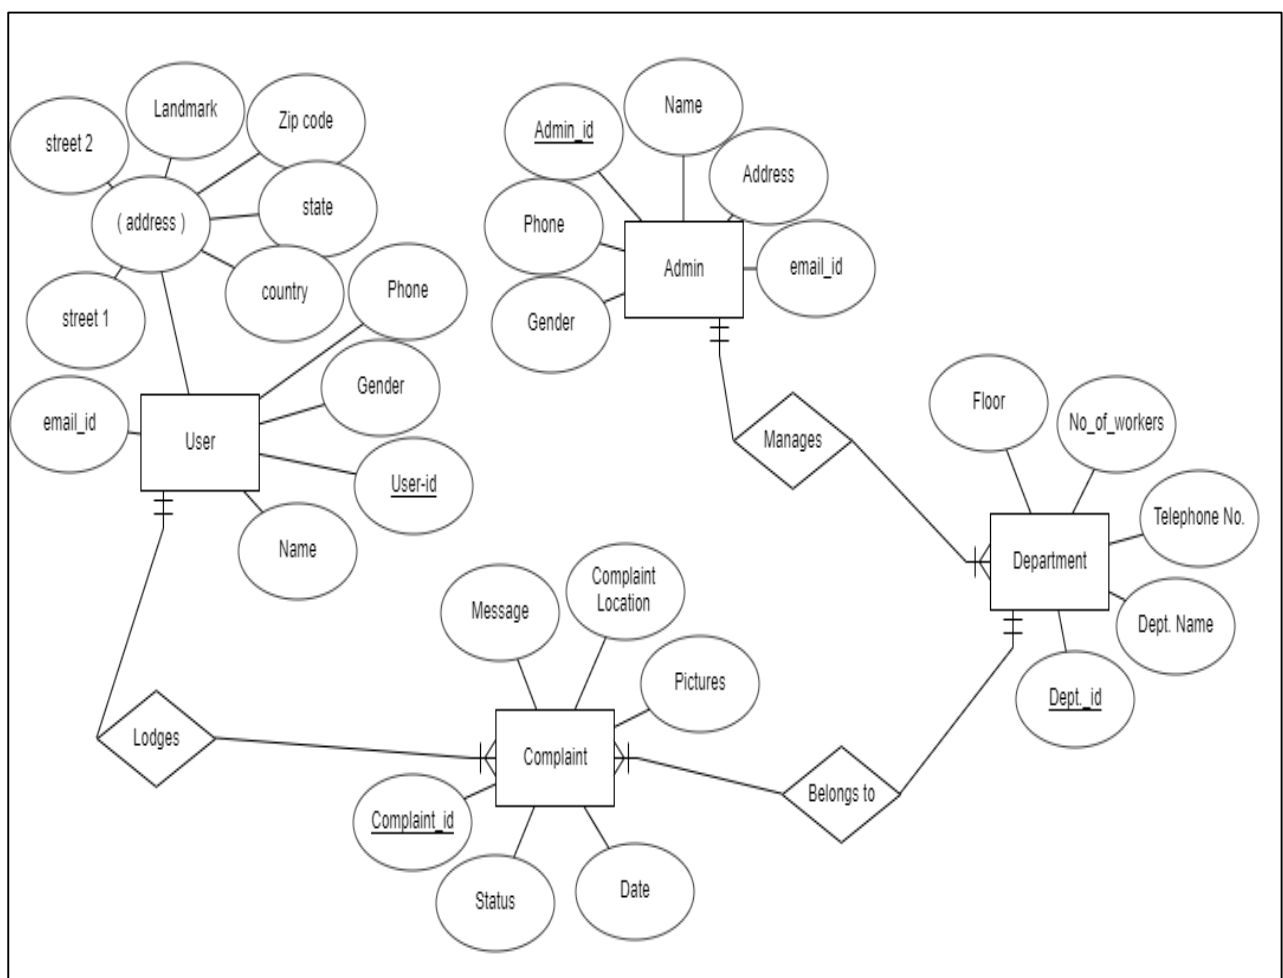 Landmark
Zip code
street 2
( address )
state
country
street 1
Phone
Gender
email_id
User
User-id
Name
Name
Admin_id
Address
Phone
Admin
email_id
Gender
Manages
Floor
No_of_workers
Telephone No.
Department
Dept. Name
Dept._id
Lodges
Message
Complaint
Location
Pictures
Complaint
Complaint_id
Status
Date
Belongs to